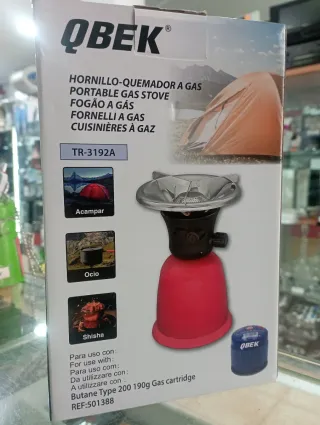 QBEK®
HORNILLO-QUEMADOR A GAS
PORTABLE GAS STOVE
FOGÃO A GÁS
FORNELLI A GAS
CUISINIÈRES À GAZ
TR-3192A
Acampar
Ocio
Shisha
QBEK
Para uso con:
For use with:
Para uso com:
Da utilizzare con:
A utilizzare con
Butane Type 200 190g Gas cartridge
REF:501388